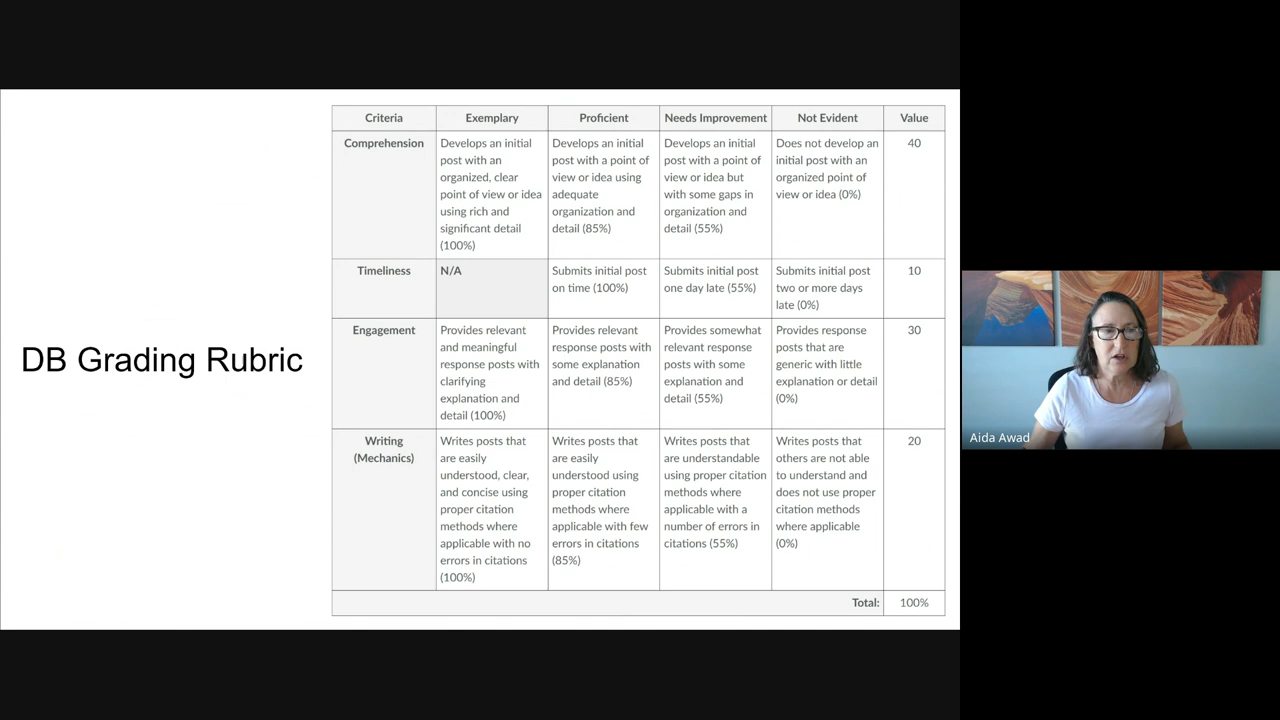 DB Grading Rubric
Criteria
Exemplary
Proficient
Needs Improvement
Not Evident
Value
Comprehension
Develops an initial
post with an
organized, clear
point of view or idea
using rich and
significant detail
(100%)
Develops an initial
post with a point of
view or idea using
adequate
organization and
detail (85%)
Develops an initial
post with a point of
view or idea but
with some gaps in
organization and
detail (55%)
Does not develop an
initial post with an
organized point of
view or idea (0%)
40
Timeliness
N/A
Submits initial post
on time (100%)
Submits initial post
one day late (55%)
Submits initial post
two or more days
late (0%)
10
Engagement
Provides relevant
and meaningful
response posts with
clarifying
explanation and
detail (100%)
Provides relevant
response posts with
some explanation
and detail (85%)
Provides somewhat
relevant response
posts with some
explanation and
detail (55%)
Provides response
posts that are
generic with little
explanation or detail
(0%)
30
Writing
(Mechanics)
Writes posts that
are easily
understood, clear,
and concise using
proper citation
methods where
applicable with no
errors in citations
(100%)
Writes posts that
are easily
understood using
proper citation
methods where
applicable with few
errors in citations
(85%)
Writes posts that
are understandable
using proper citation
methods where
applicable with a
number of errors in
citations (55%)
Writes posts that
others are not able
to understand and
does not use proper
citation methods
where applicable
(0%)
20
Total:
100%
Aida Awad